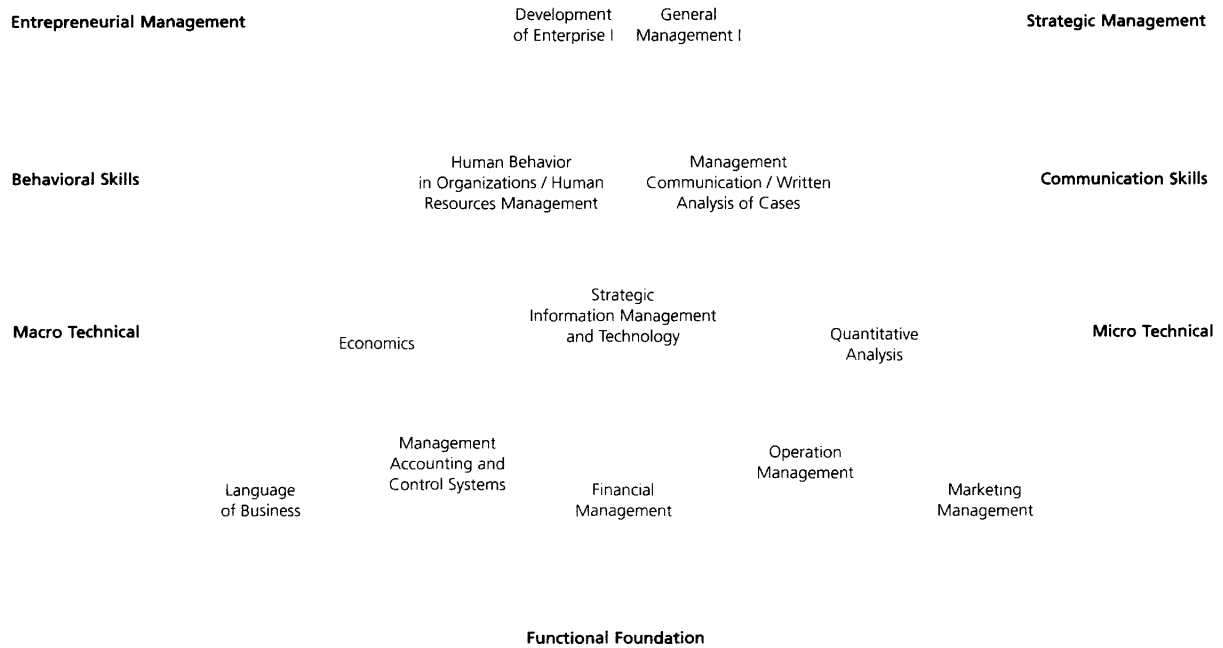 Entrepreneurial Management
Development
of Enterprise I
General
Management I
Strategic Management
Behavioral Skills
Human Behavior
in Organizations / Human
Resources Management
Management
Communication / Written
Analysis of Cases
Communication Skills
Macro Technical
Economics
Strategic
Information Management
and Technology
Quantitative
Analysis
Micro Technical
Language
of Business
Management
Accounting and
Control Systems
Financial
Management
Operation
Management
Marketing
Management
Functional Foundation